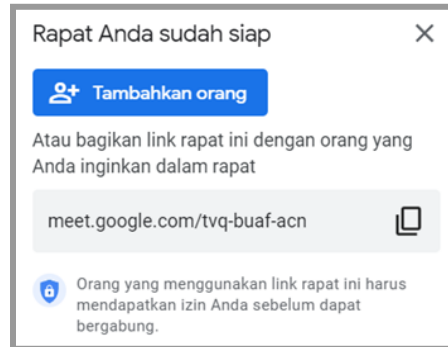 Rapat Anda sudah siap
Tambahkan orang
Atau bagikan link rapat ini dengan orang yang
Anda inginkan dalam rapat
meet.google.com/tvq-buaf-acn
Orang yang menggunakan link rapat ini harus
mendapatkan izin Anda sebelum dapat
bergabung.